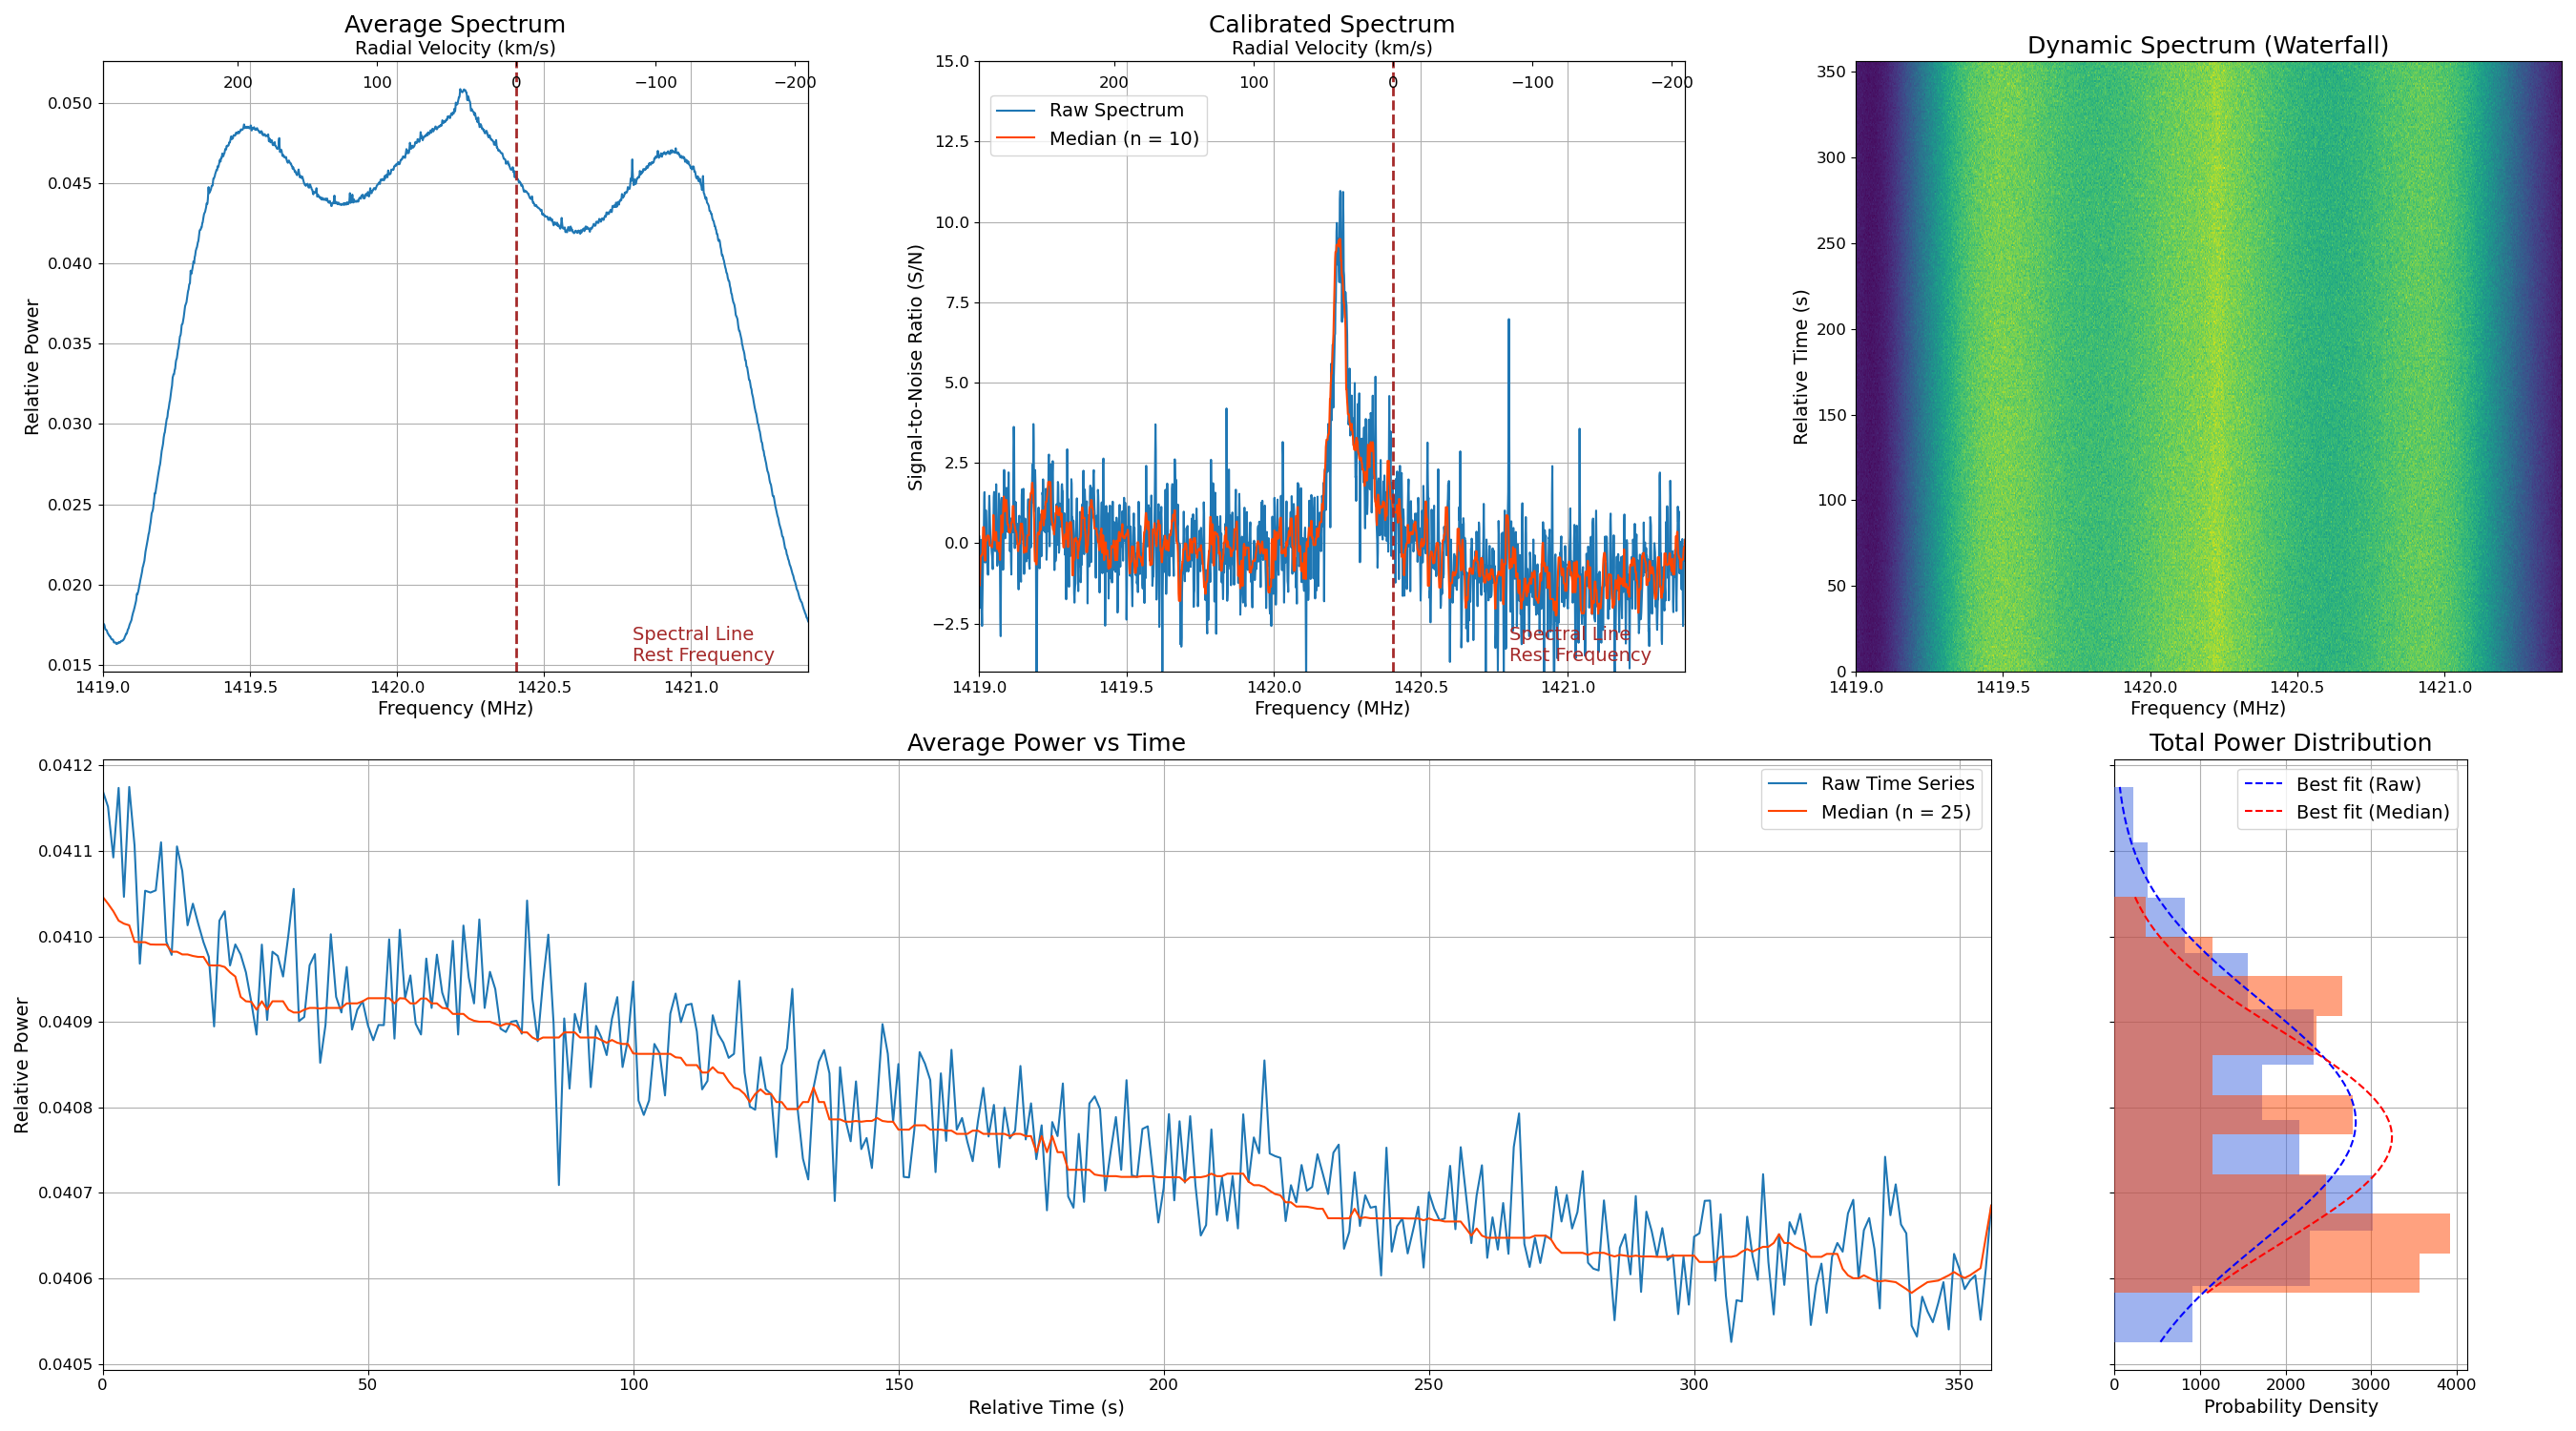 Average Spectrum
Radial Velocity (km/s)
200 100 0 −100 −200
0.050
0.045
0.040
0.035
0.030
0.025
0.020
0.015
Relative Power
Spectral Line
Rest Frequency
1419.0 1419.5 1420.0 1420.5 1421.0
Frequency (MHz)
Calibrated Spectrum
Radial Velocity (km/s)
200 100 0 −100 −200
Raw Spectrum
Median (n = 10)
15.0
12.5
10.0
7.5
5.0
2.5
0.0
−2.5
Signal-to-Noise Ratio (S/N)
Spectral Line
Rest Frequency
1419.0 1419.5 1420.0 1420.5 1421.0
Frequency (MHz)
Dynamic Spectrum (Waterfall)
350
300
250
200
150
100
50
0
Relative Time (s)
1419.0 1419.5 1420.0 1420.5 1421.0
Frequency (MHz)
Average Power vs Time
Raw Time Series
Median (n = 25)
0.0412
0.0411
0.0410
0.0409
0.0408
0.0407
0.0406
0.0405
Relative Power
0 50 100 150 200 250 300 350
Relative Time (s)
Total Power Distribution
Best fit (Raw)
Best fit (Median)
0 1000 2000 3000 4000
Probability Density